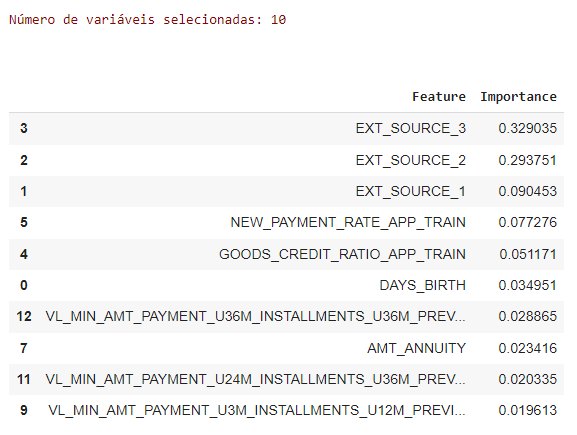 Número de variáveis selecionadas: 10
Feature Importance
3 EXT_SOURCE_3 0.329035
2 EXT_SOURCE_2 0.293751
1 EXT_SOURCE_1 0.090453
5 NEW_PAYMENT_RATE_APP_TRAIN 0.077276
4 GOODS_CREDIT_RATIO_APP_TRAIN 0.051171
0 DAYS_BIRTH 0.034951
12 VL_MIN_AMT_PAYMENT_U36M_INSTALLMENTS_U36M_PREV... 0.028865
7 AMT_ANNUITY 0.023416
11 VL_MIN_AMT_PAYMENT_U24M_INSTALLMENTS_U36M_PREV... 0.020335
9 VL_MIN_AMT_PAYMENT_U3M_INSTALLMENTS_U12M_PREVI... 0.019613